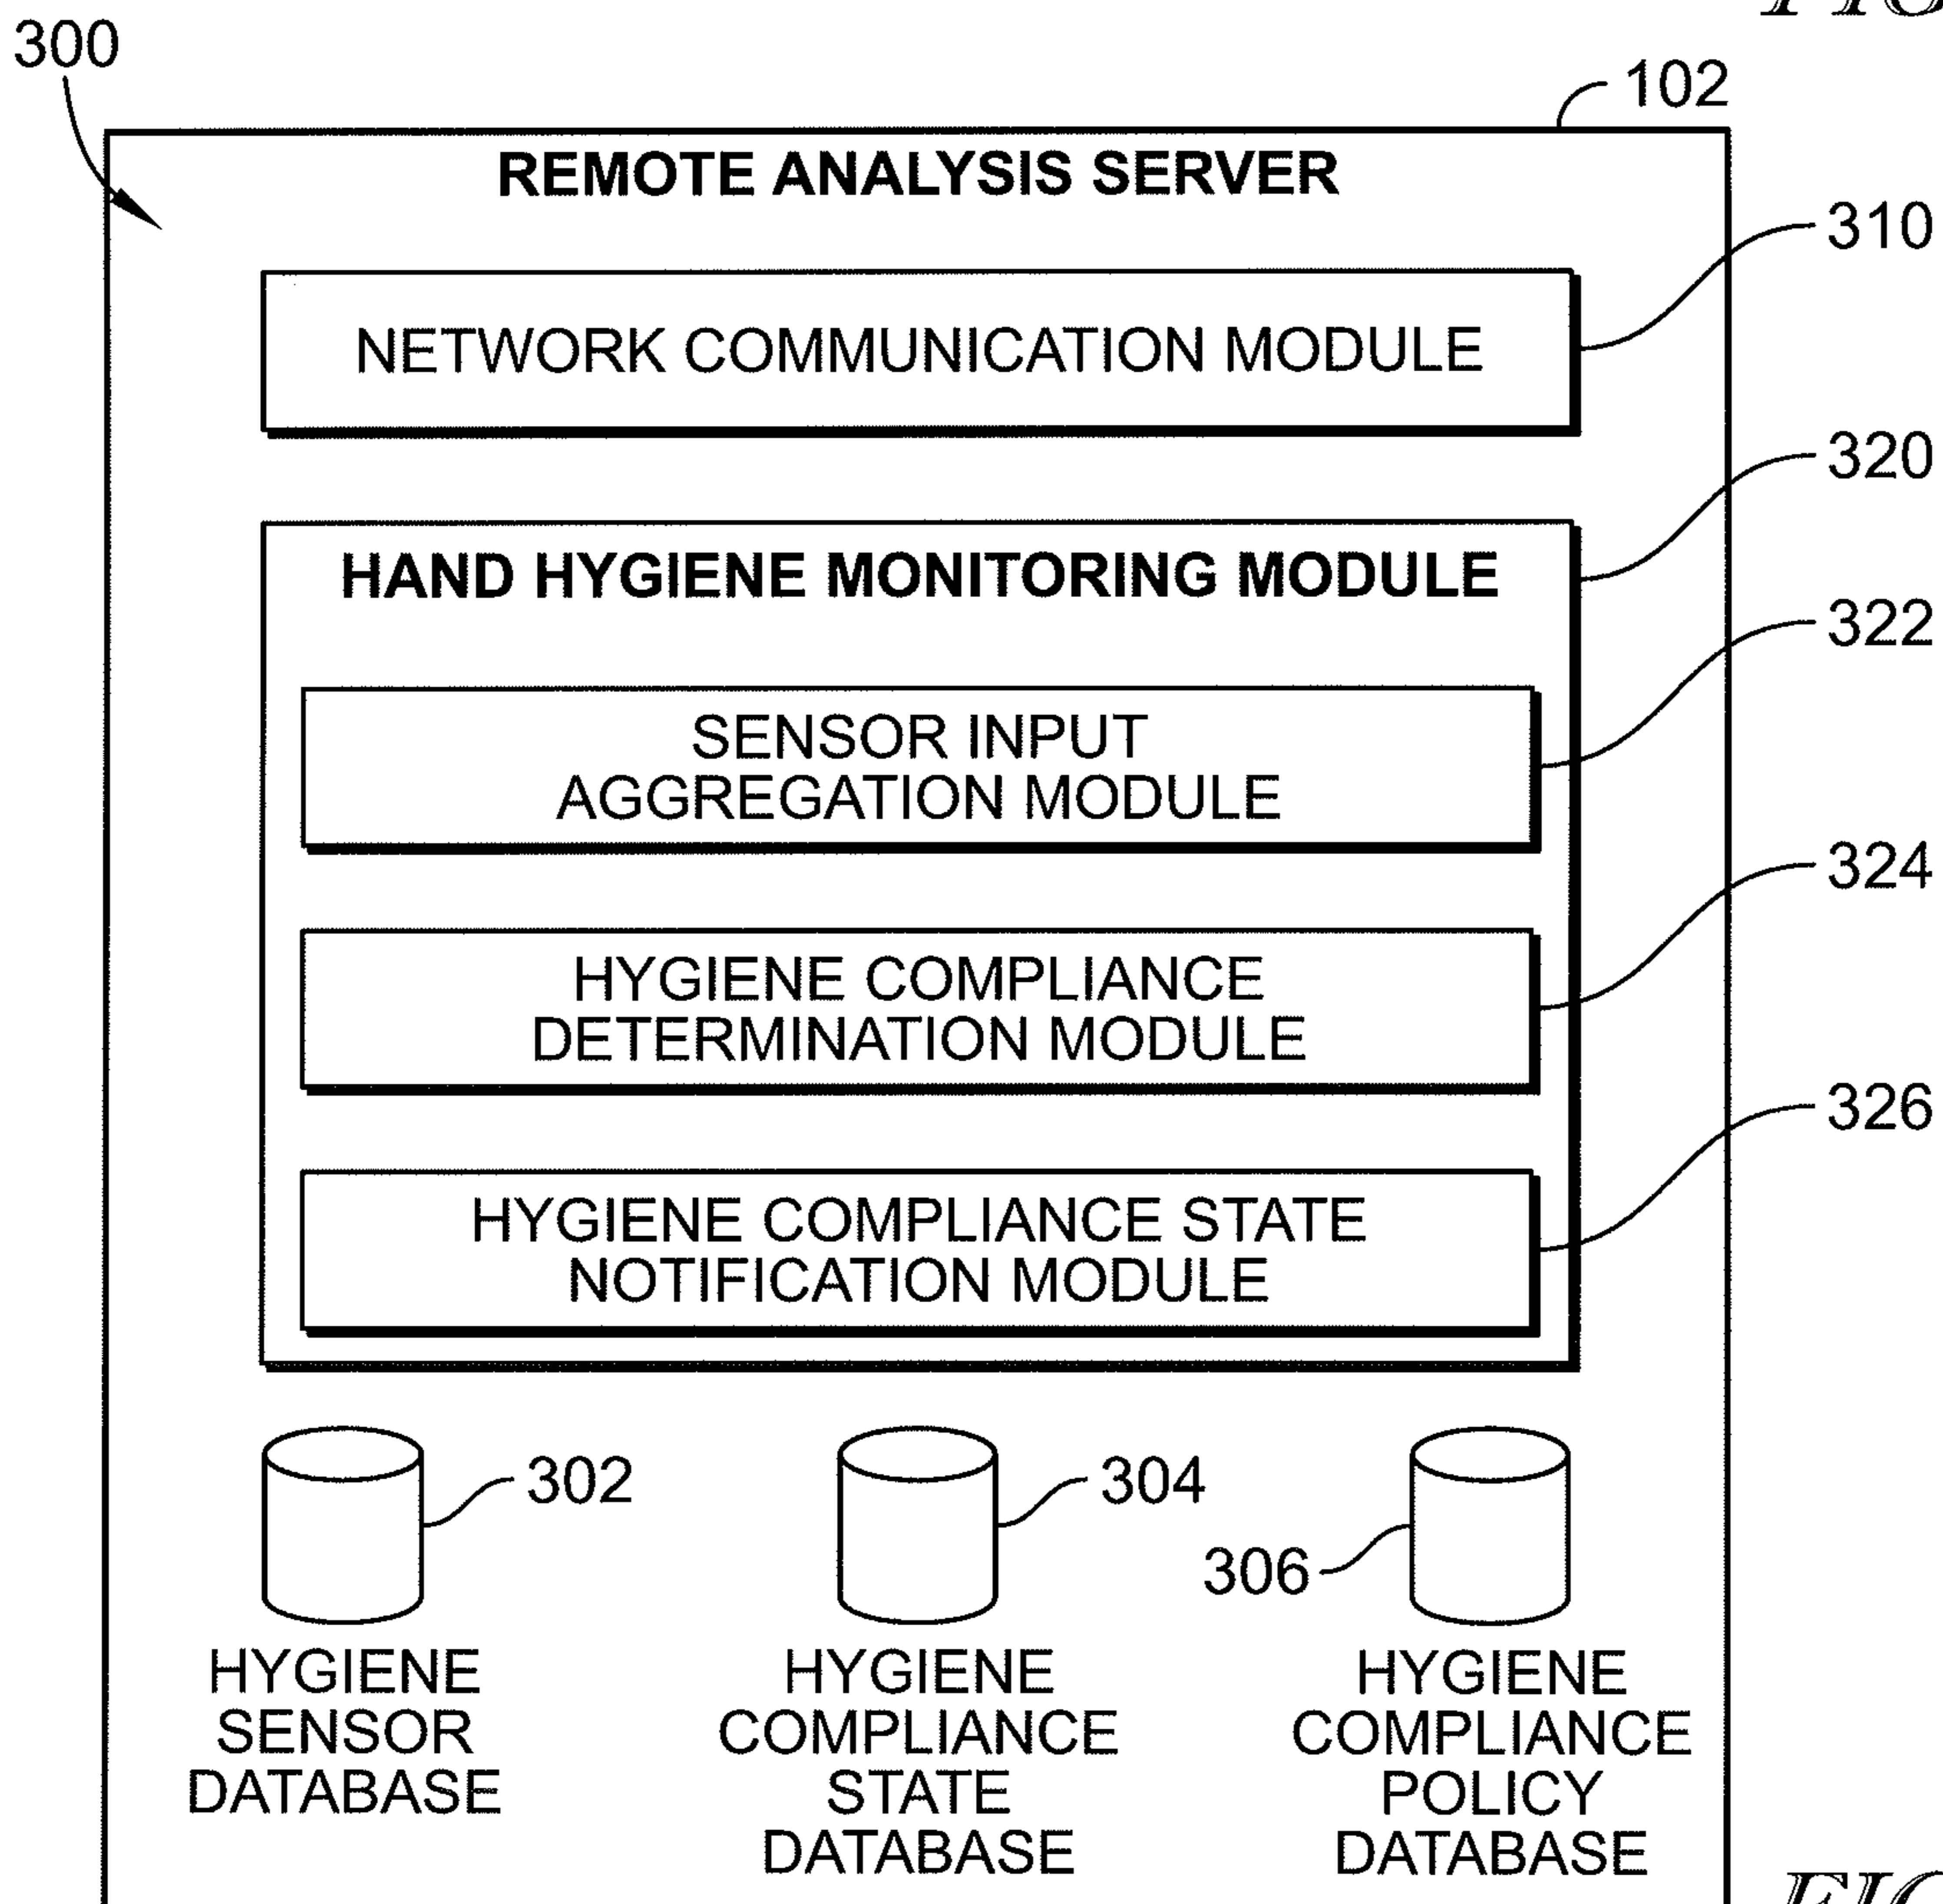 300
102
REMOTE ANALYSIS SERVER
310
NETWORK COMMUNICATION MODULE
320
HAND HYGIENE MONITORING MODULE
322
SENSOR INPUT
AGGREGATION MODULE
324
HYGIENE COMPLIANCE
DETERMINATION MODULE
326
HYGIENE COMPLIANCE STATE
NOTIFICATION MODULE
302
304
306
HYGIENE
SENSOR
DATABASE
HYGIENE
COMPLIANCE
STATE
DATABASE
HYGIENE
COMPLIANCE
POLICY
DATABASE